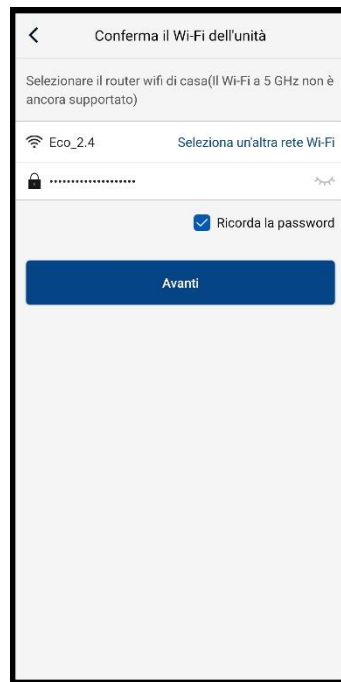 Conferma il Wi-Fi dell'unità
Selezionare il router wifi di casa(Il Wi-Fi a 5 GHz non è
ancora supportato)
Eco_2.4 Seleziona un'altra rete Wi-Fi
••••••••••••••••••••
Ricorda la password
Avanti